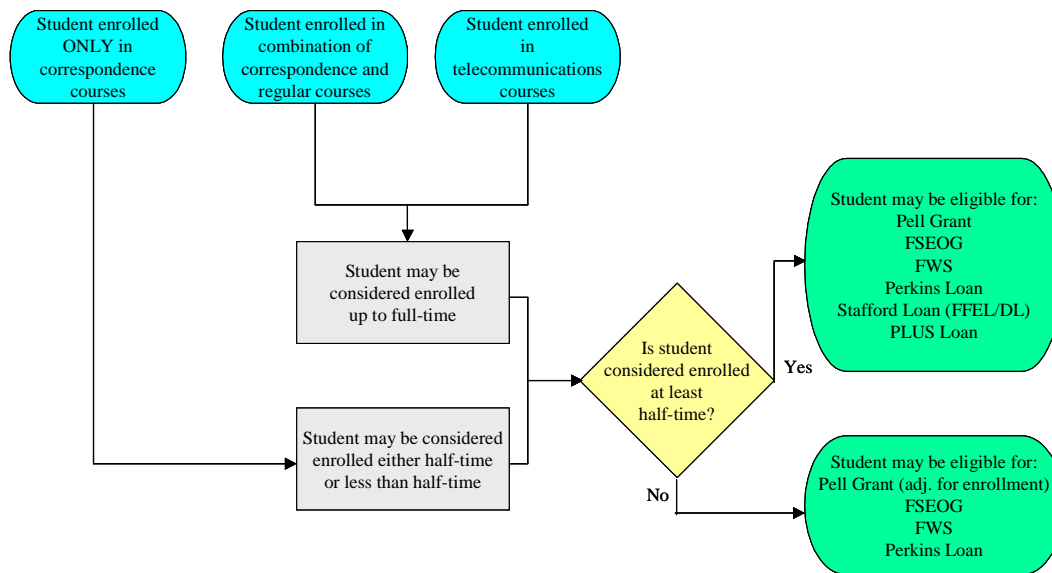 Student enrolled
ONLY in
correspondence
courses
Student enrolled in
combination of
correspondence and
regular courses
Student enrolled
in
telecommunications
courses
Student may be
considered enrolled
up to full-time
Student may be considered
enrolled either half-time
or less than half-time
Is student
considered enrolled
at least
half-time?
Yes
No
Student may be eligible for:
Pell Grant
FSEOG
FWS
Perkins Loan
Stafford Loan (FFEL/DL)
PLUS Loan
Student may be eligible for:
Pell Grant (adj. for enrollment)
FSEOG
FWS
Perkins Loan